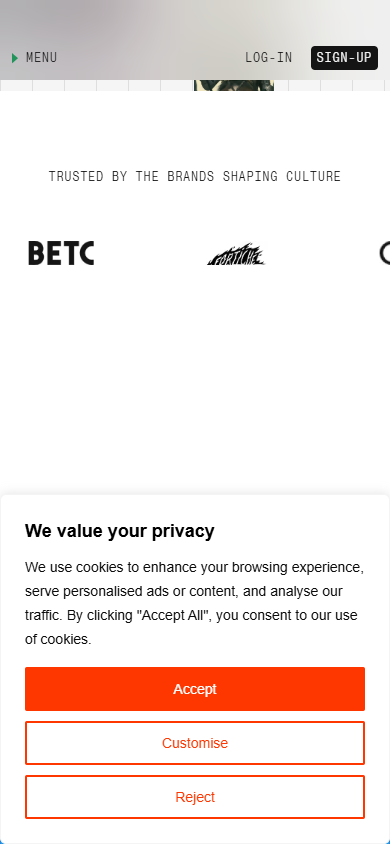 MENU
LOG-IN
SIGN-UP
TRUSTED BY THE BRANDS SHAPING CULTURE
BETC
We value your privacy
We use cookies to enhance your browsing experience,
serve personalised ads or content, and analyse our
traffic. By clicking "Accept All", you consent to our use
of cookies.
Accept
Customise
Reject